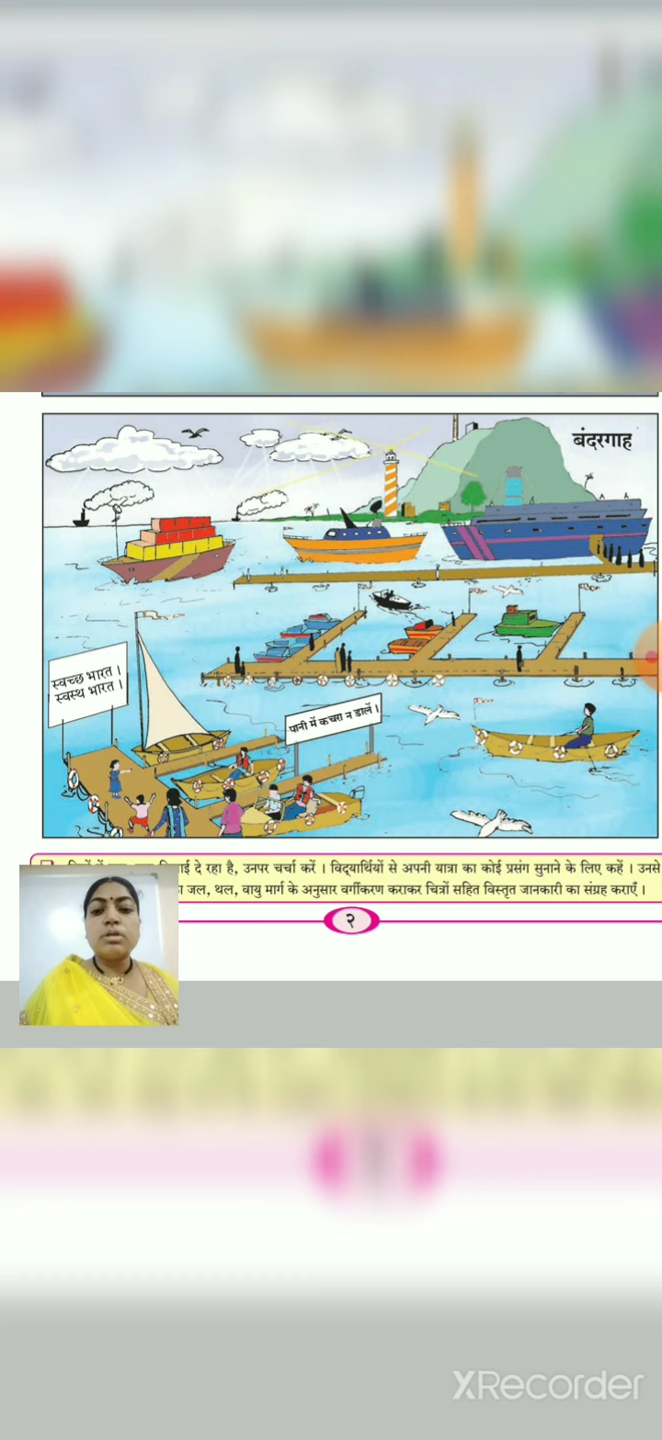 बंदरगाह
स्वच्छ भारत ।
स्वस्थ भारत ।
पानी में कचरा न डालें ।
दे रहा है, उनपर चर्चा करें । विद्यार्थियों से अपनी यात्रा का कोई प्रसंग सुनाने के लिए कहें । उनसे
जल, थल, वायु मार्ग के अनुसार वर्गीकरण कराकर चित्रों सहित विस्तृत जानकारी का संग्रह कराएँ ।
२
XRecorder